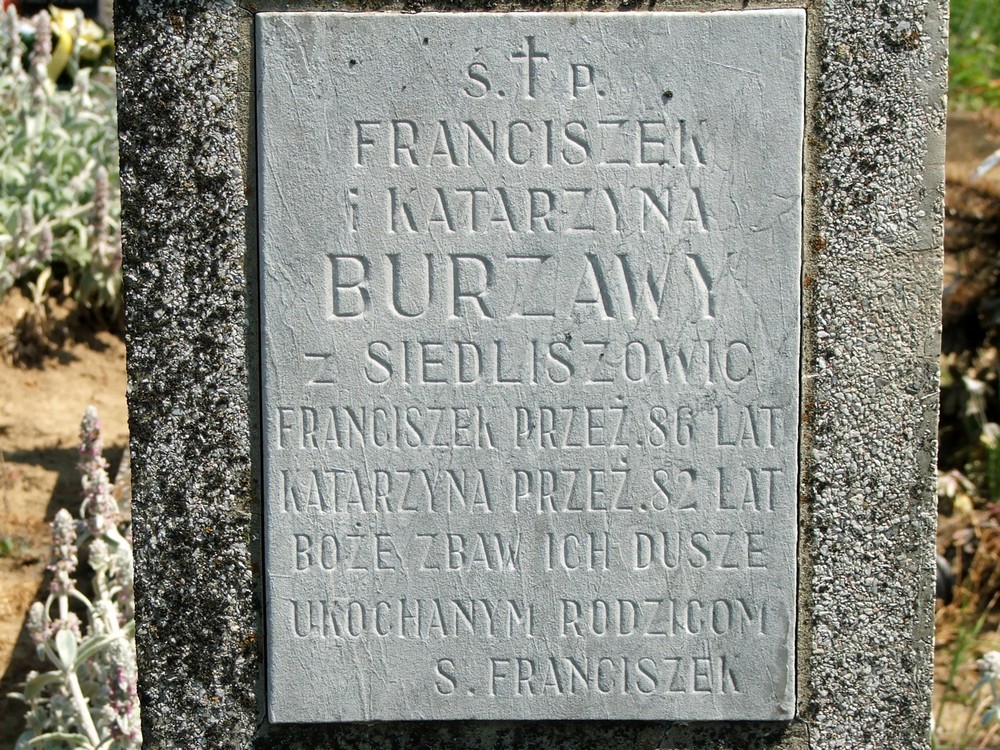 S. † P.
FRANCISZEK
i KATARZYNA
BURZAWY
z SIEDLISZOWIC
FRANCISZEK PRZEŻ. 86 LAT
KATARZYNA PRZEŻ. 82 LAT
BOŻE ZBAW ICH DUSZE
UKOCHANYM RODZICOM
S. FRANCISZEK